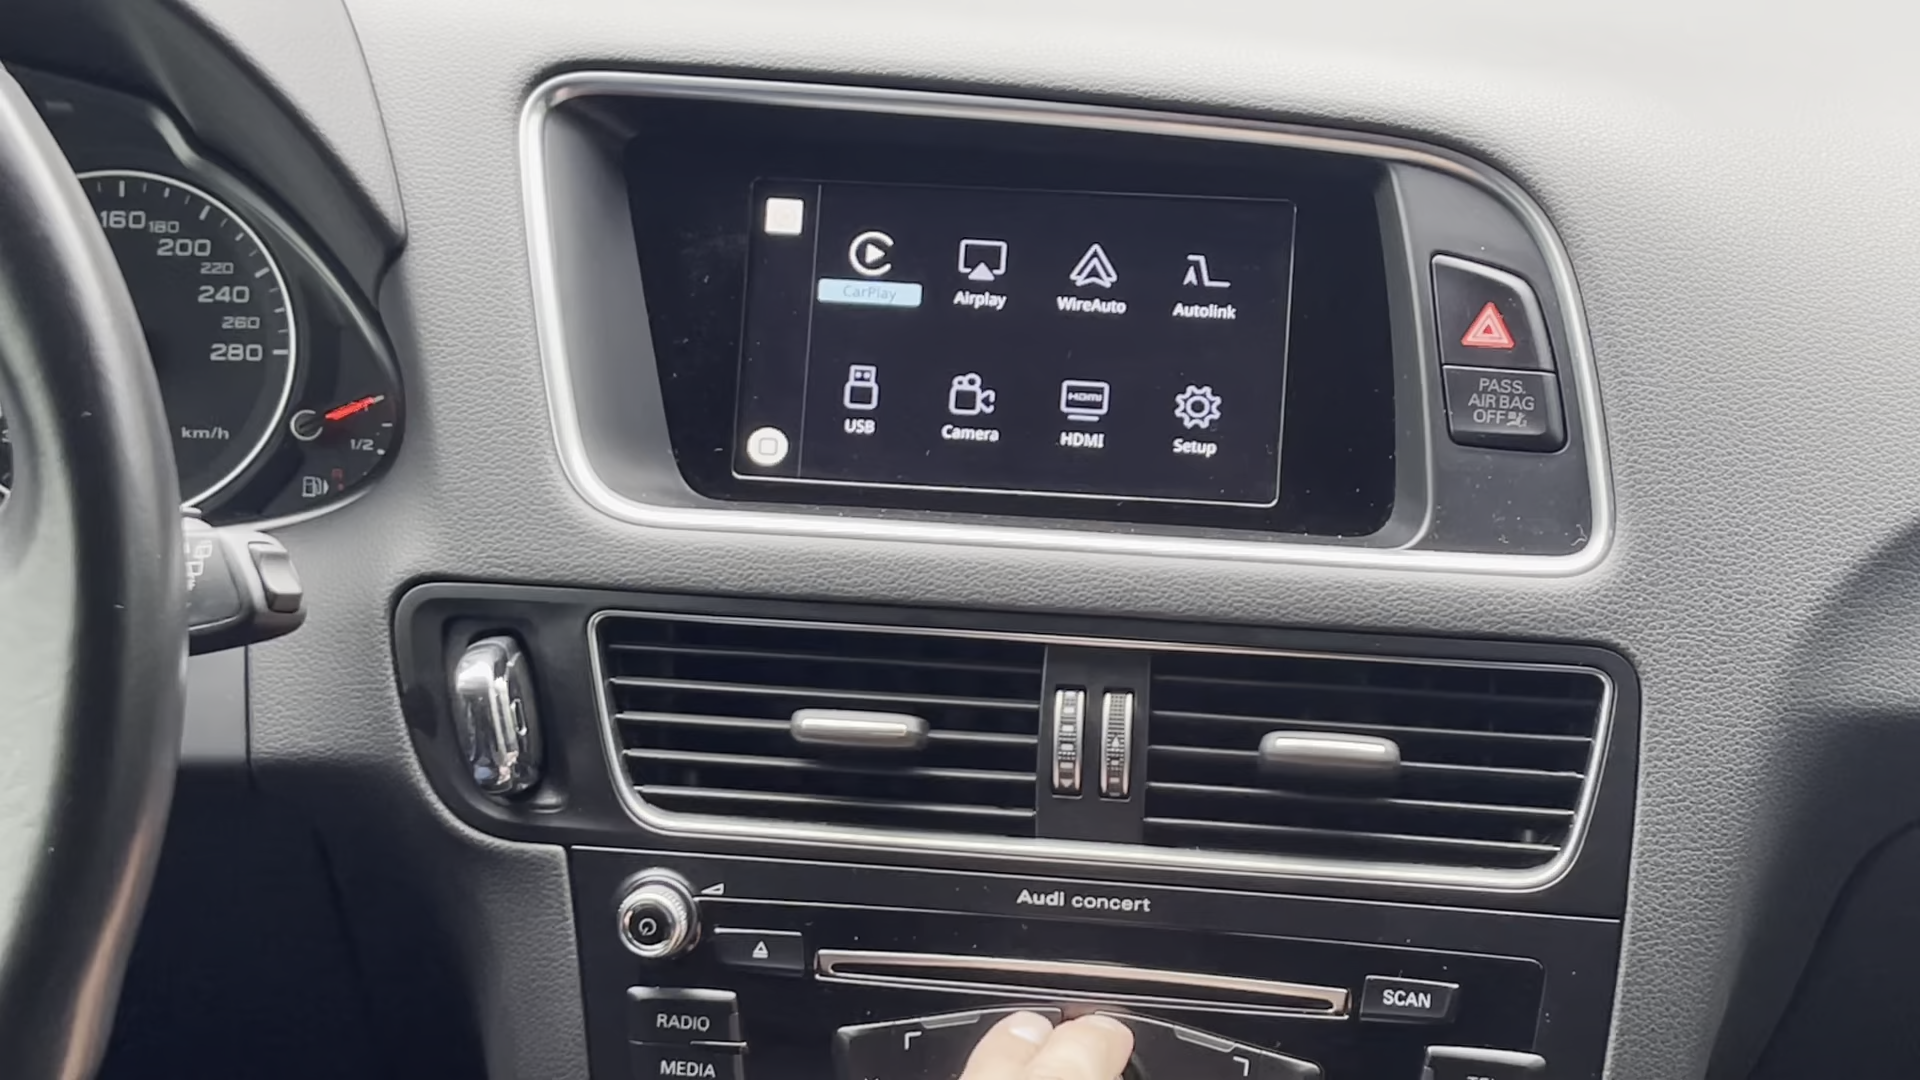 160
180
200
220
240
260
280
km/h
1/2
CarPlay
Airplay
WireAuto
Autolink
USB
Camera
HDMI
HDMI
Setup
PASS.
AIR BAG
OFF
Audi concert
SCAN
RADIO
MEDIA